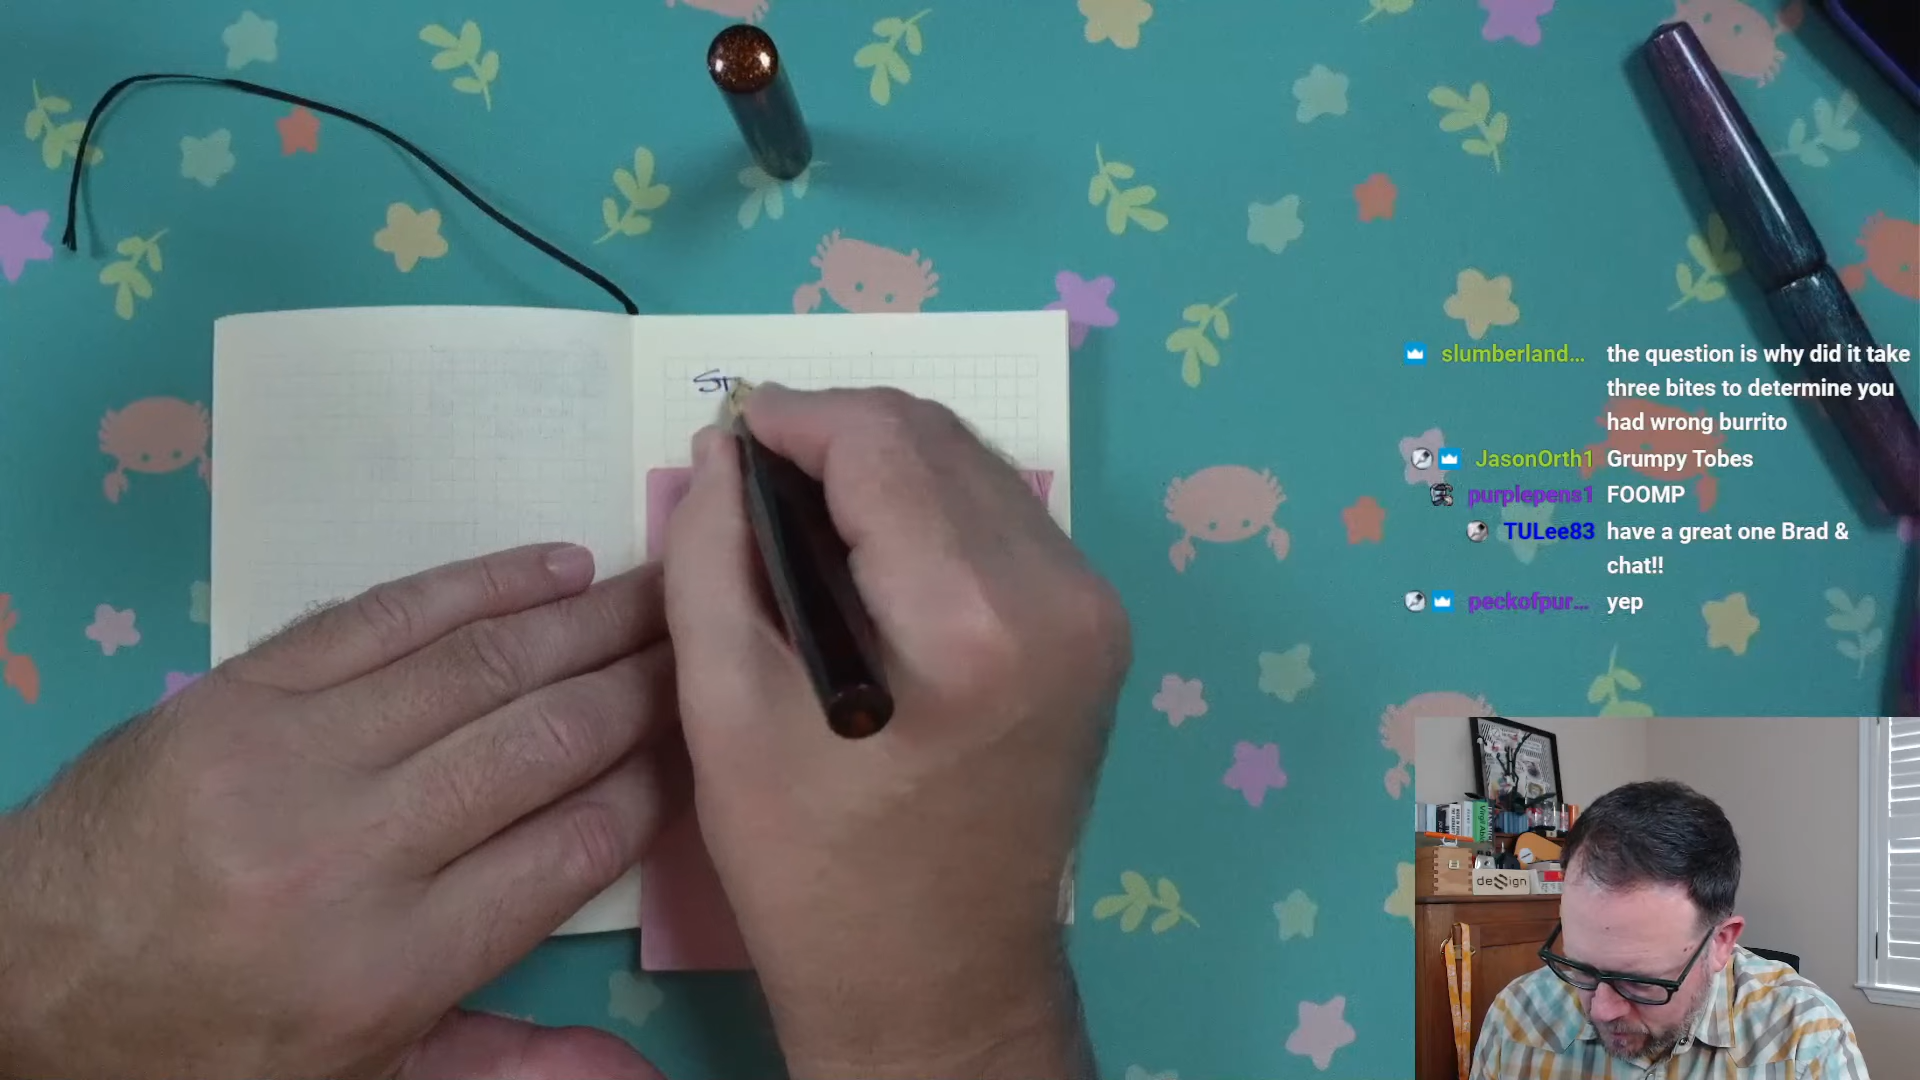 St
slumberland... the question is why did it take
three bites to determine you
had wrong burrito
JasonOrth1 Grumpy Tobes
purplepens1 FOOMP
TULee83 have a great one Brad &
chat!!
peckofpur... yep
de ign